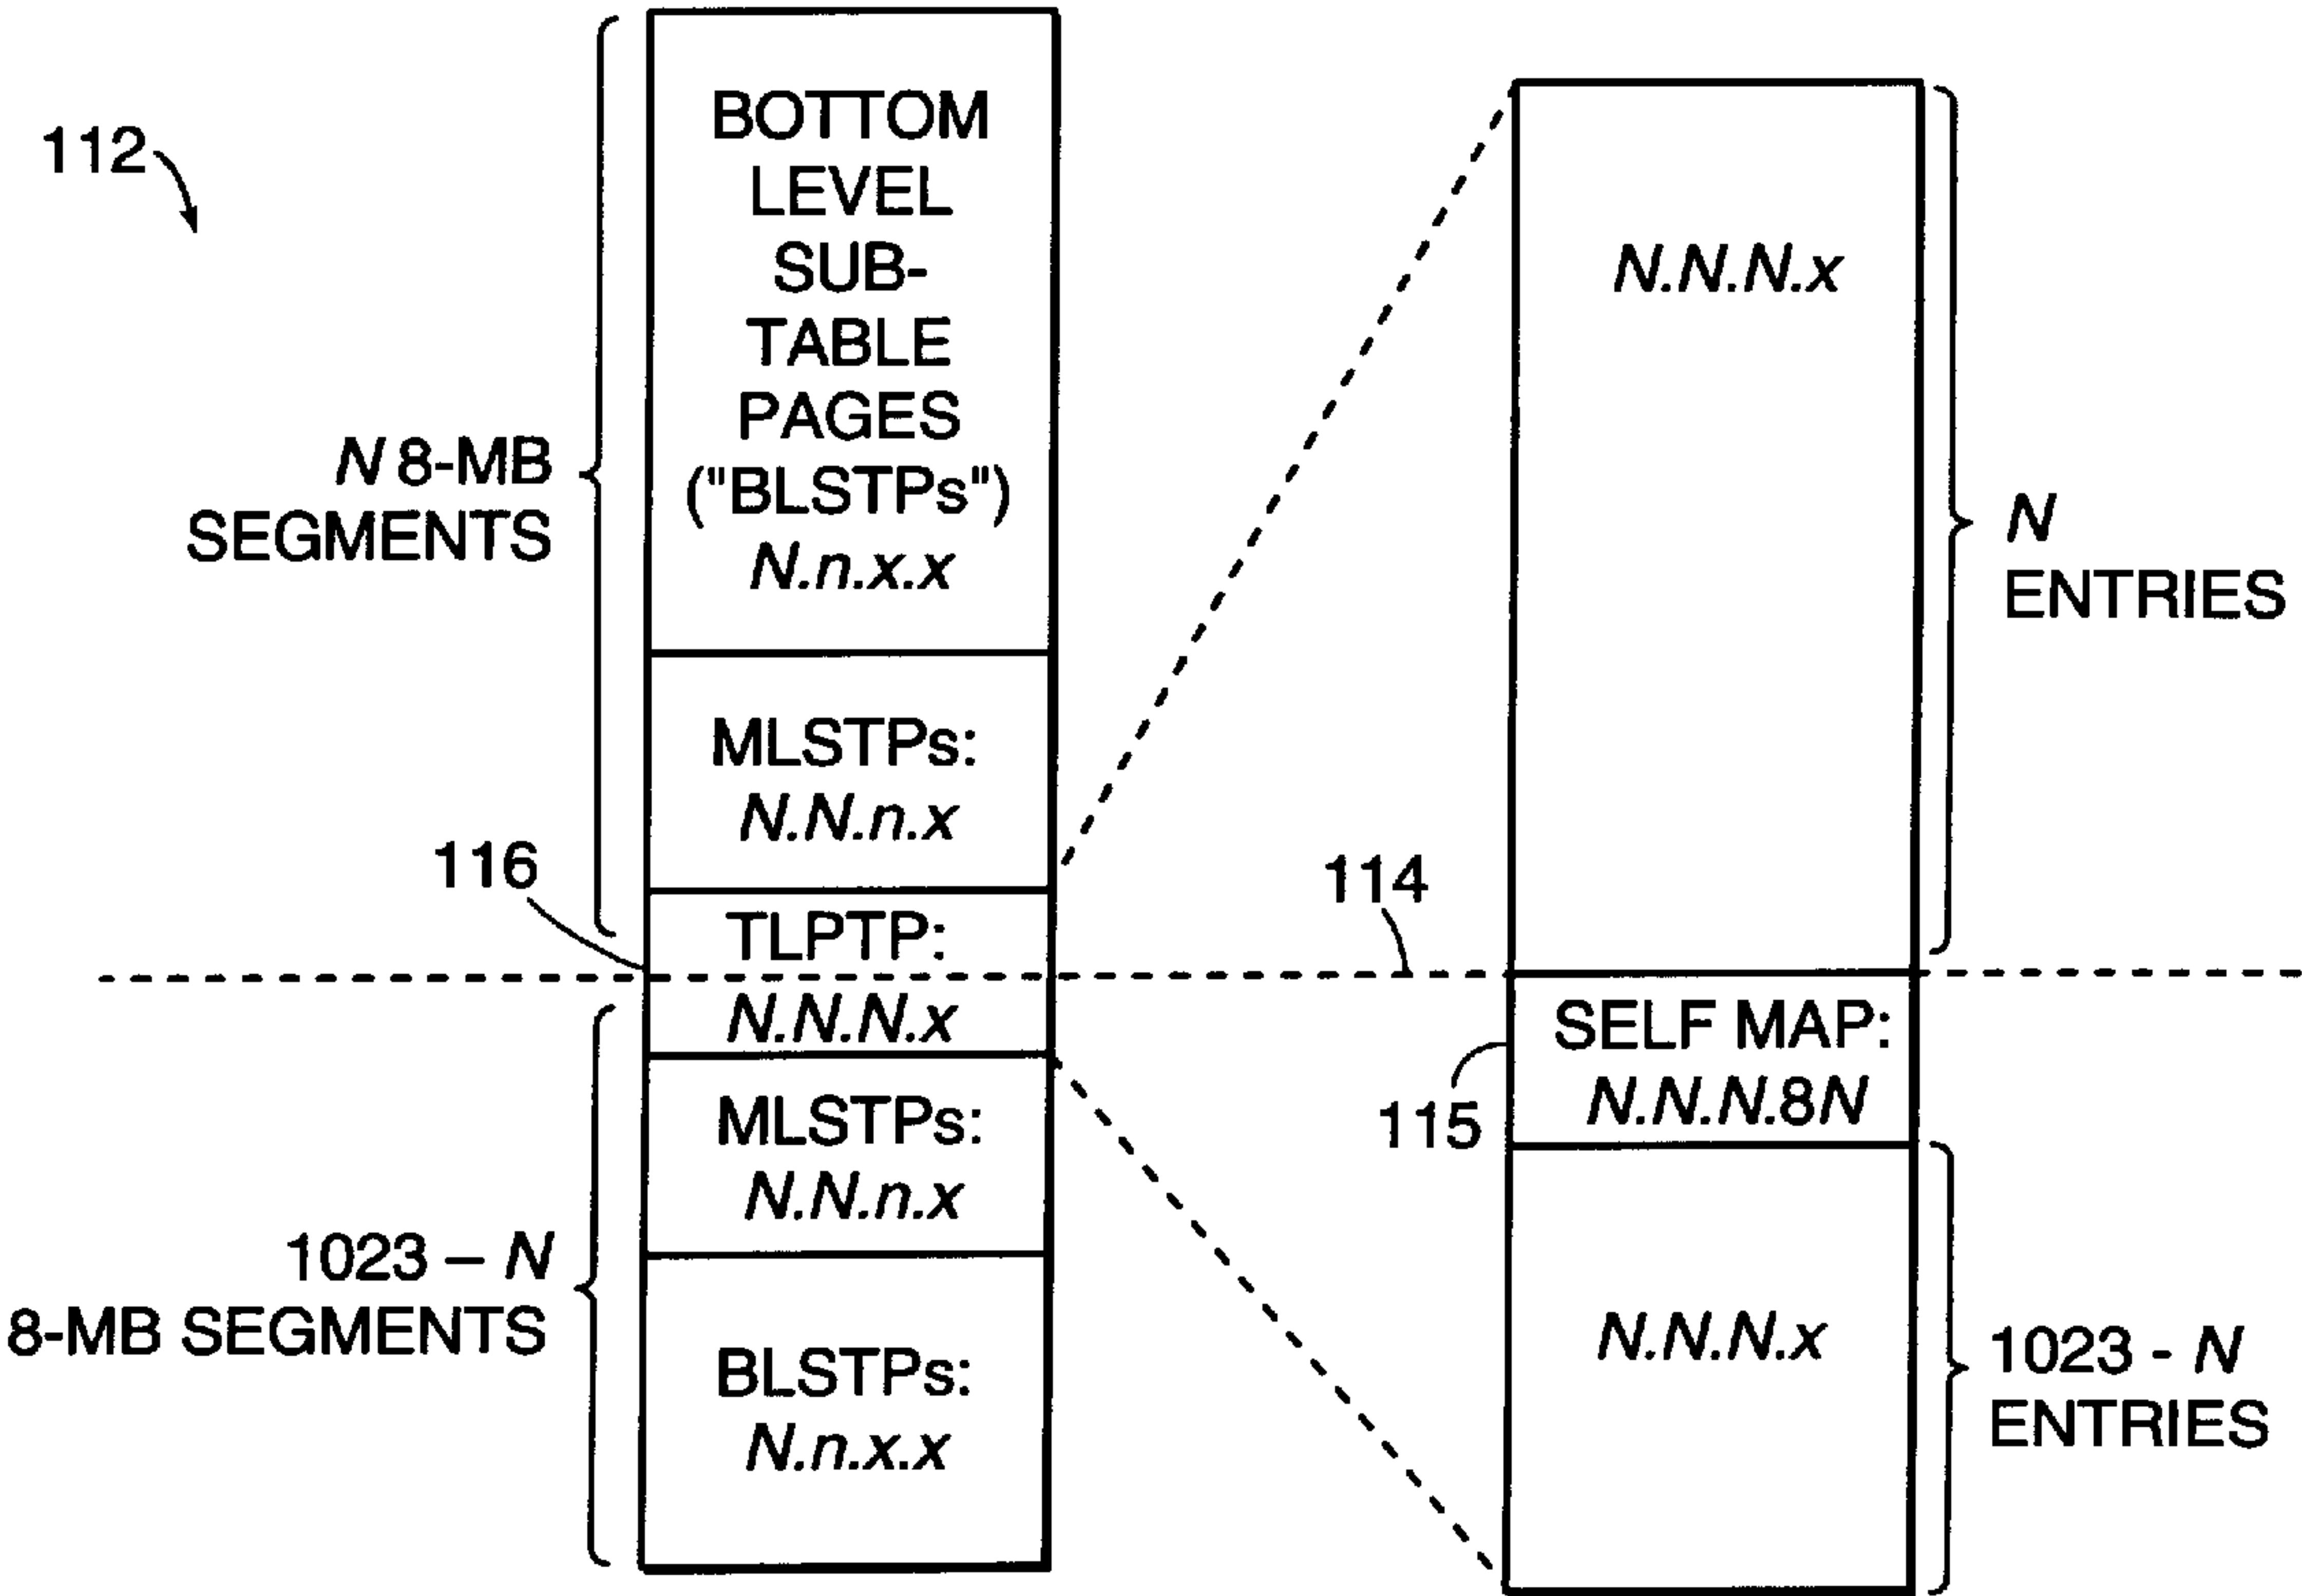 112
BOTTOM
LEVEL
SUB-
TABLE
PAGES
("BLSTPs")
N.n.x.x
N 8-MB
SEGMENTS
MLSTPs:
N.N.n.x
116
TLPTP:
N.N.N.x
MLSTPs:
N.N.n.x
1023 – N
8-MB SEGMENTS
BLSTPs:
N.n.x.x
N.N.N.x
N
ENTRIES
114
SELF MAP:
N.N.N.8N
115
N.N.N.x
1023 - N
ENTRIES